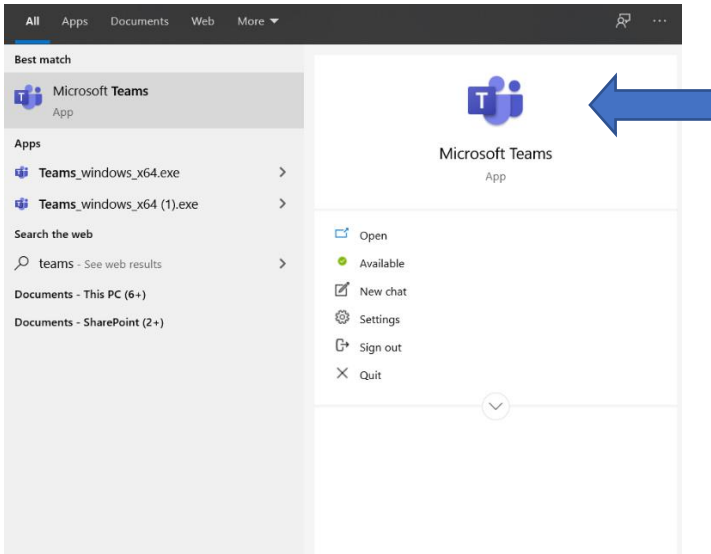 All Apps Documents Web More
Best match
Microsoft Teams
App
Apps
Teams_windows_x64.exe
Teams_windows_x64 (1).exe
Search the web
teams - See web results
Documents - This PC (6+)
Documents - SharePoint (2+)
T
Microsoft Teams
App
Open
Available
New chat
Settings
Sign out
Quit